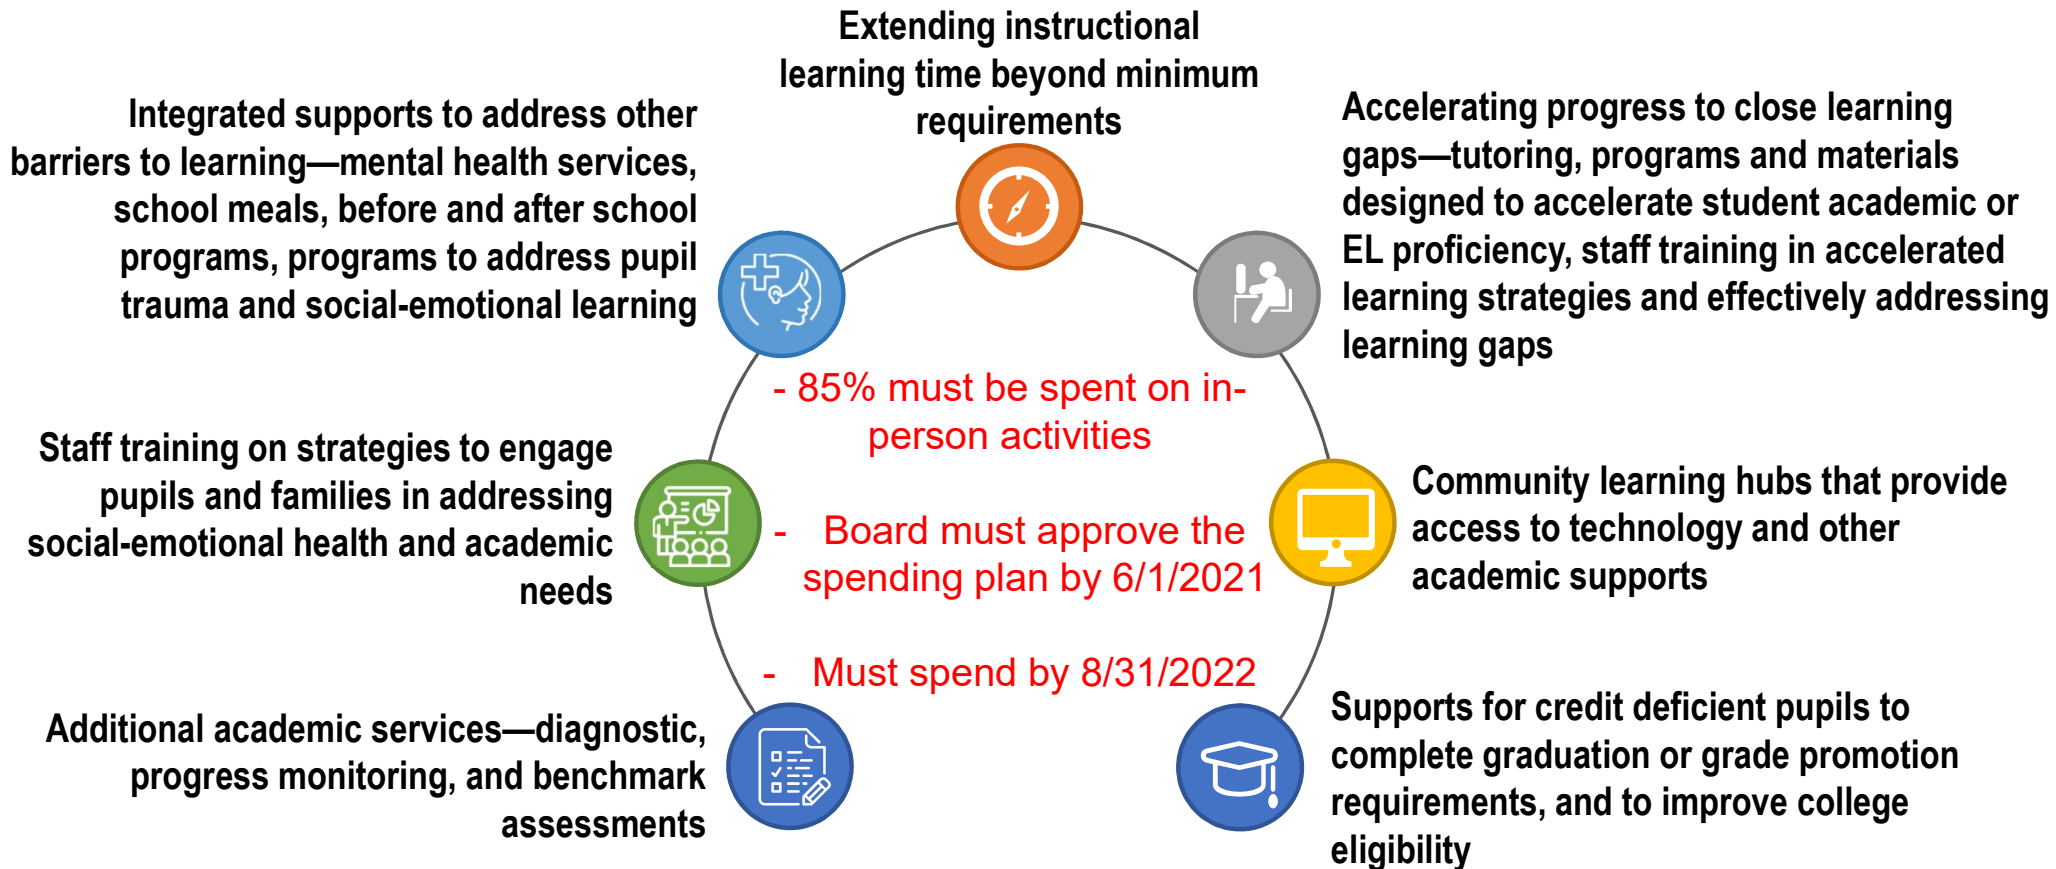 Extending instructional
learning time beyond minimum
requirements
Integrated supports to address other
barriers to learning—mental health services,
school meals, before and after school
programs, programs to address pupil
trauma and social-emotional learning
Accelerating progress to close learning
gaps—tutoring, programs and materials
designed to accelerate student academic or
EL proficiency, staff training in accelerated
learning strategies and effectively addressing
learning gaps
- 85% must be spent on in-
person activities
- Board must approve the
spending plan by 6/1/2021
- Must spend by 8/31/2022
Staff training on strategies to engage
pupils and families in addressing
social-emotional health and academic
needs
Community learning hubs that provide
access to technology and other
academic supports
Additional academic services—diagnostic,
progress monitoring, and benchmark
assessments
Supports for credit deficient pupils to
complete graduation or grade promotion
requirements, and to improve college
eligibility